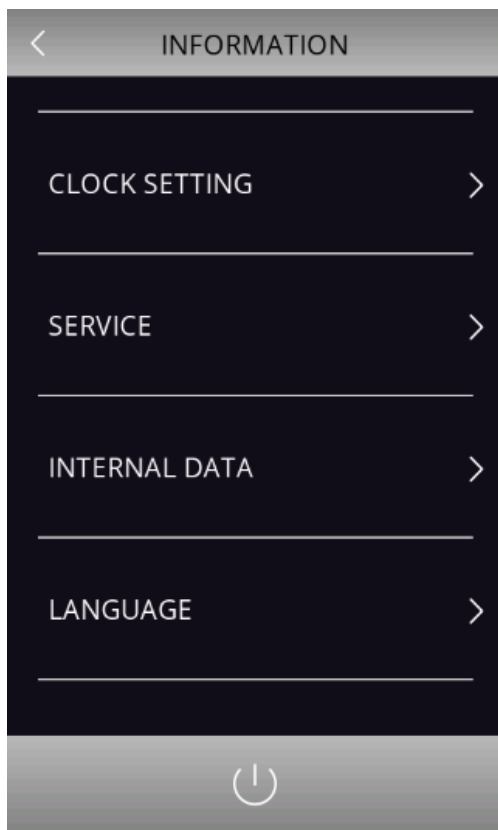 INFORMATION
CLOCK SETTING
SERVICE
INTERNAL DATA
LANGUAGE